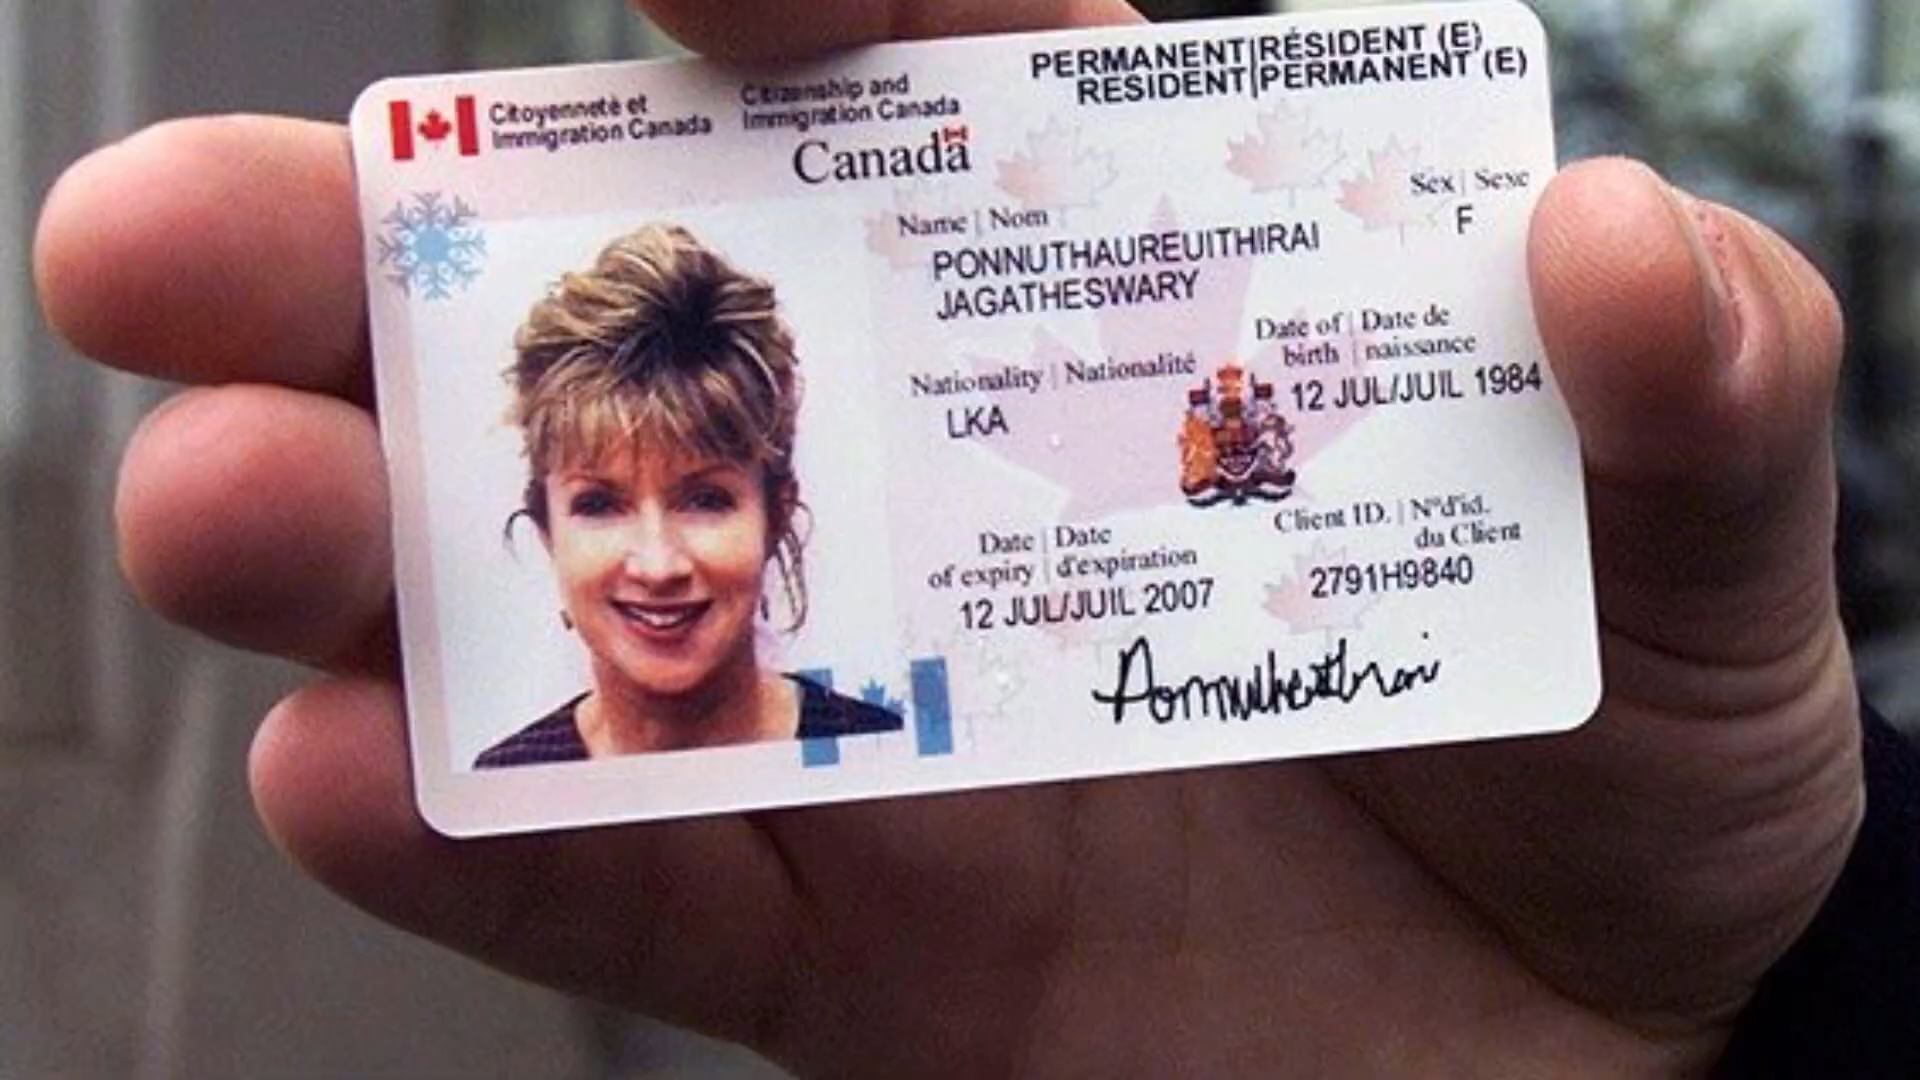 Citoyenneté et
Immigration Canada
Citizenship and
Immigration Canada
Canada
PERMANENT|RÉSIDENT (E)
RESIDENT|PERMANENT (E)
Sex | Sexe
F
Name | Nom
PONNUTHAUREUITHIRAI
JAGATHESWARY
Nationality | Nationalité
LKA
Date of | Date de
birth | naissance
12 JUL/JUIL 1984
Date | Date
of expiry | d'expiration
12 JUL/JUIL 2007
Client ID. | N°d'id.
du Client
2791H9840